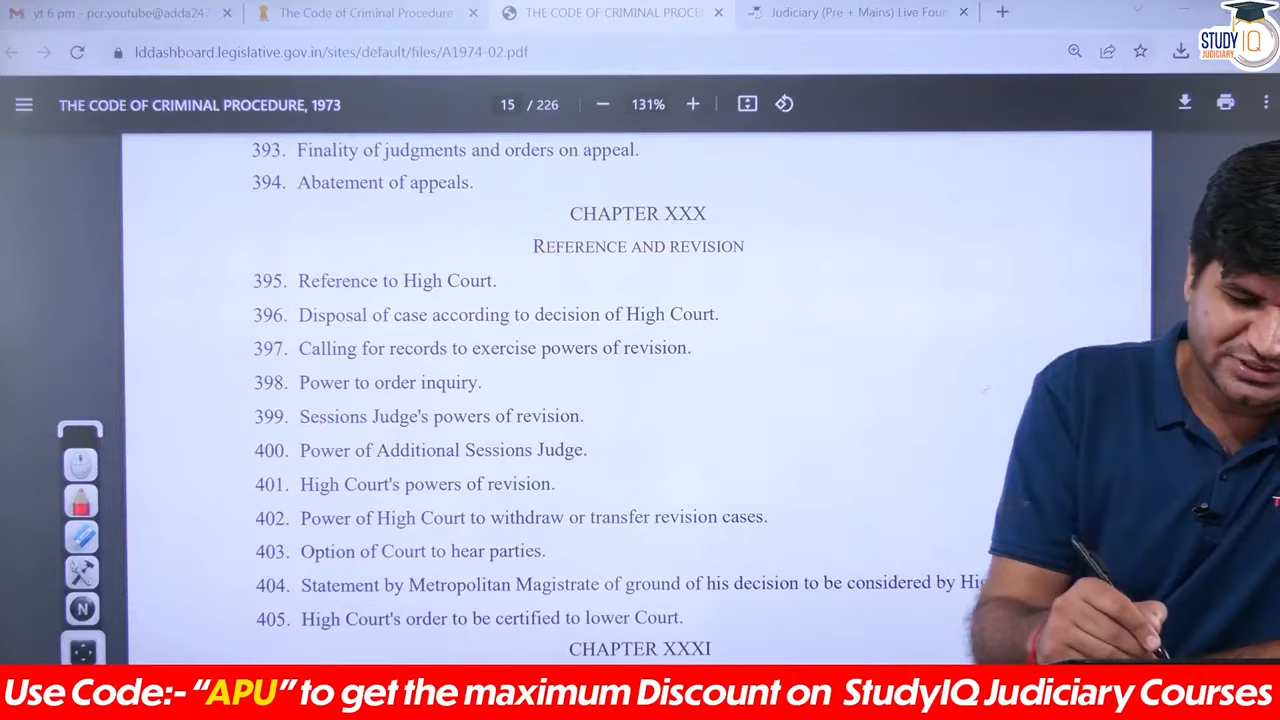 yt 6 pm - pcr.youtube@adda247
The Code of Criminal Procedure
THE CODE OF CRIMINAL PROCE
Judiciary (Pre + Mains) Live Foun
STUDY IQ
JUDICIARY
lddashboard.legislative.gov.in/sites/default/files/A1974-02.pdf
THE CODE OF CRIMINAL PROCEDURE, 1973
15 / 226
131%
393. Finality of judgments and orders on appeal.
394. Abatement of appeals.
CHAPTER XXX
REFERENCE AND REVISION
395. Reference to High Court.
396. Disposal of case according to decision of High Court.
397. Calling for records to exercise powers of revision.
398. Power to order inquiry.
399. Sessions Judge's powers of revision.
400. Power of Additional Sessions Judge.
401. High Court's powers of revision.
402. Power of High Court to withdraw or transfer revision cases.
403. Option of Court to hear parties.
404. Statement by Metropolitan Magistrate of ground of his decision to be considered by Hig
405. High Court's order to be certified to lower Court.
CHAPTER XXXI
N
Use Code:- “APU” to get the maximum Discount on StudyIQ Judiciary Courses